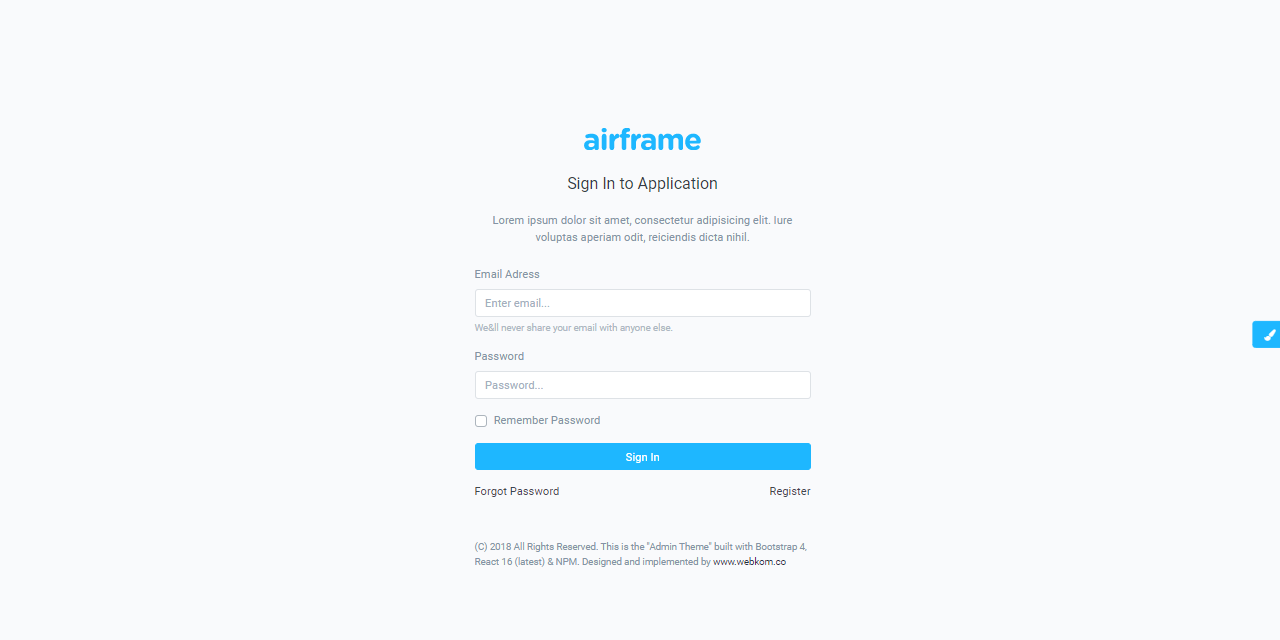 airframe
Sign In to Application
Lorem ipsum dolor sit amet, consectetur adipisicing elit. Iure
voluptas aperiam odit, reiciendis dicta nihil.
Email Adress
Enter email...
We&ll never share your email with anyone else.
Password
Password...
Remember Password
Sign In
Forgot Password Register
(C) 2018 All Rights Reserved. This is the "Admin Theme" built with Bootstrap 4,
React 16 (latest) & NPM. Designed and implemented by www.webkom.co